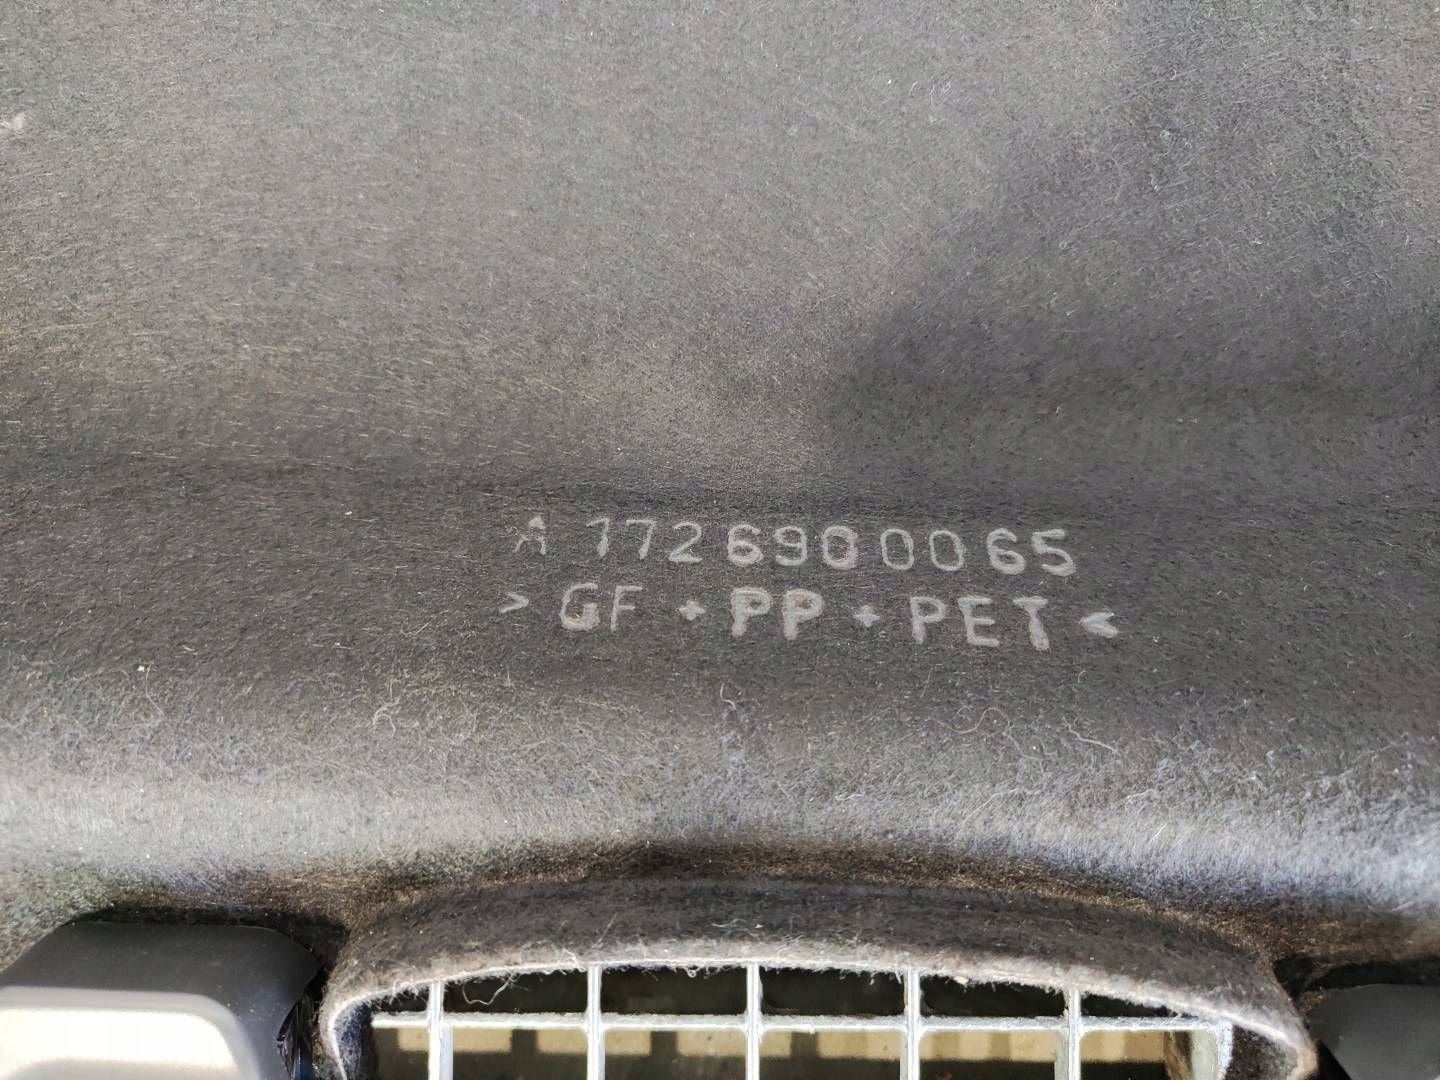 A 172 690 00 65
> GF + PP + PET <